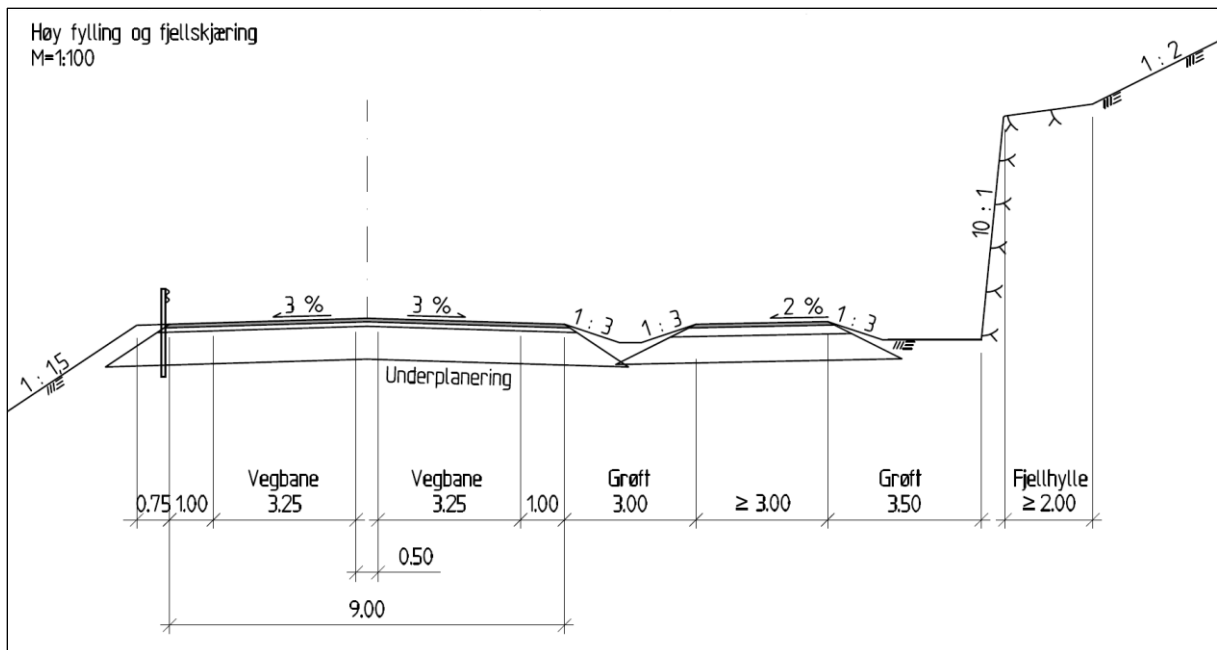 Høy fylling og fjellskjæring
M=1:100
1 : 2
10 : 1
3 %
3 %
1 : 3
1 : 3
2 %
1 : 3
1 : 1,5
Underplanering
Vegbane
Vegbane
Grøft
Grøft
Fjellhylle
0.75
1.00
3.25
3.25
1.00
3.00
≥ 3.00
3.50
≥ 2.00
0.50
9.00